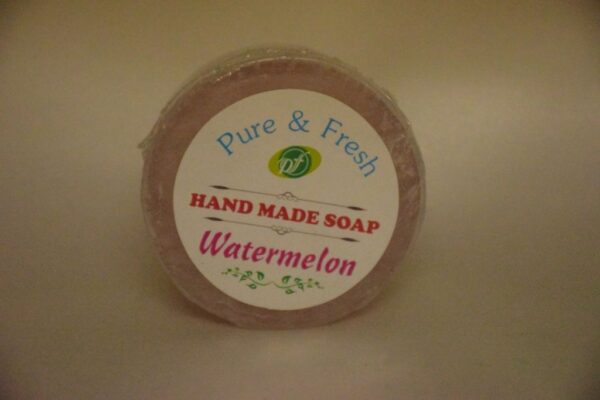 Pure & Fresh
pf
HAND MADE SOAP
Watermelon